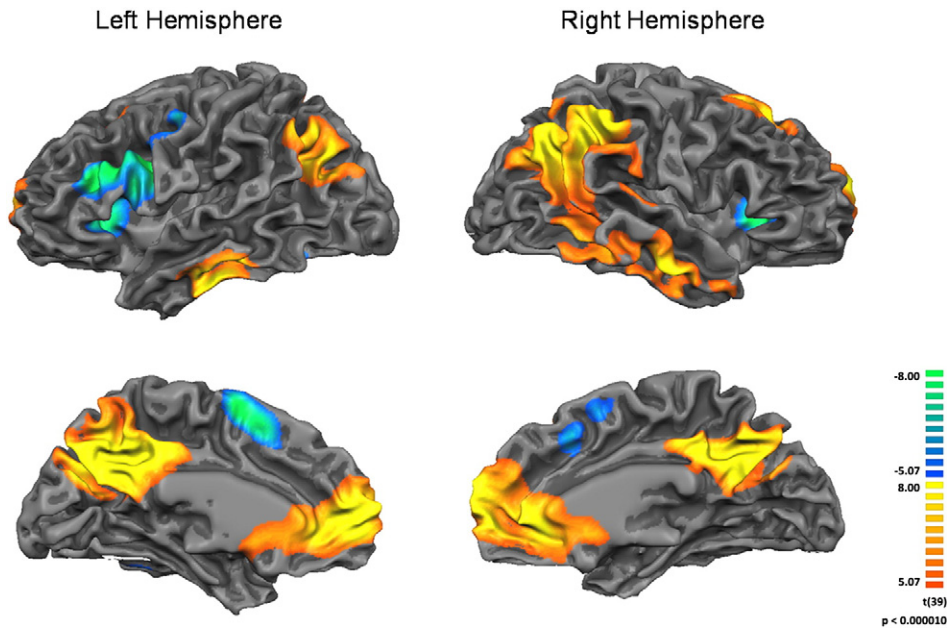 Left Hemisphere
Right Hemisphere
-8.00
-5.07
8.00
5.07
t(39)
p < 0.000010